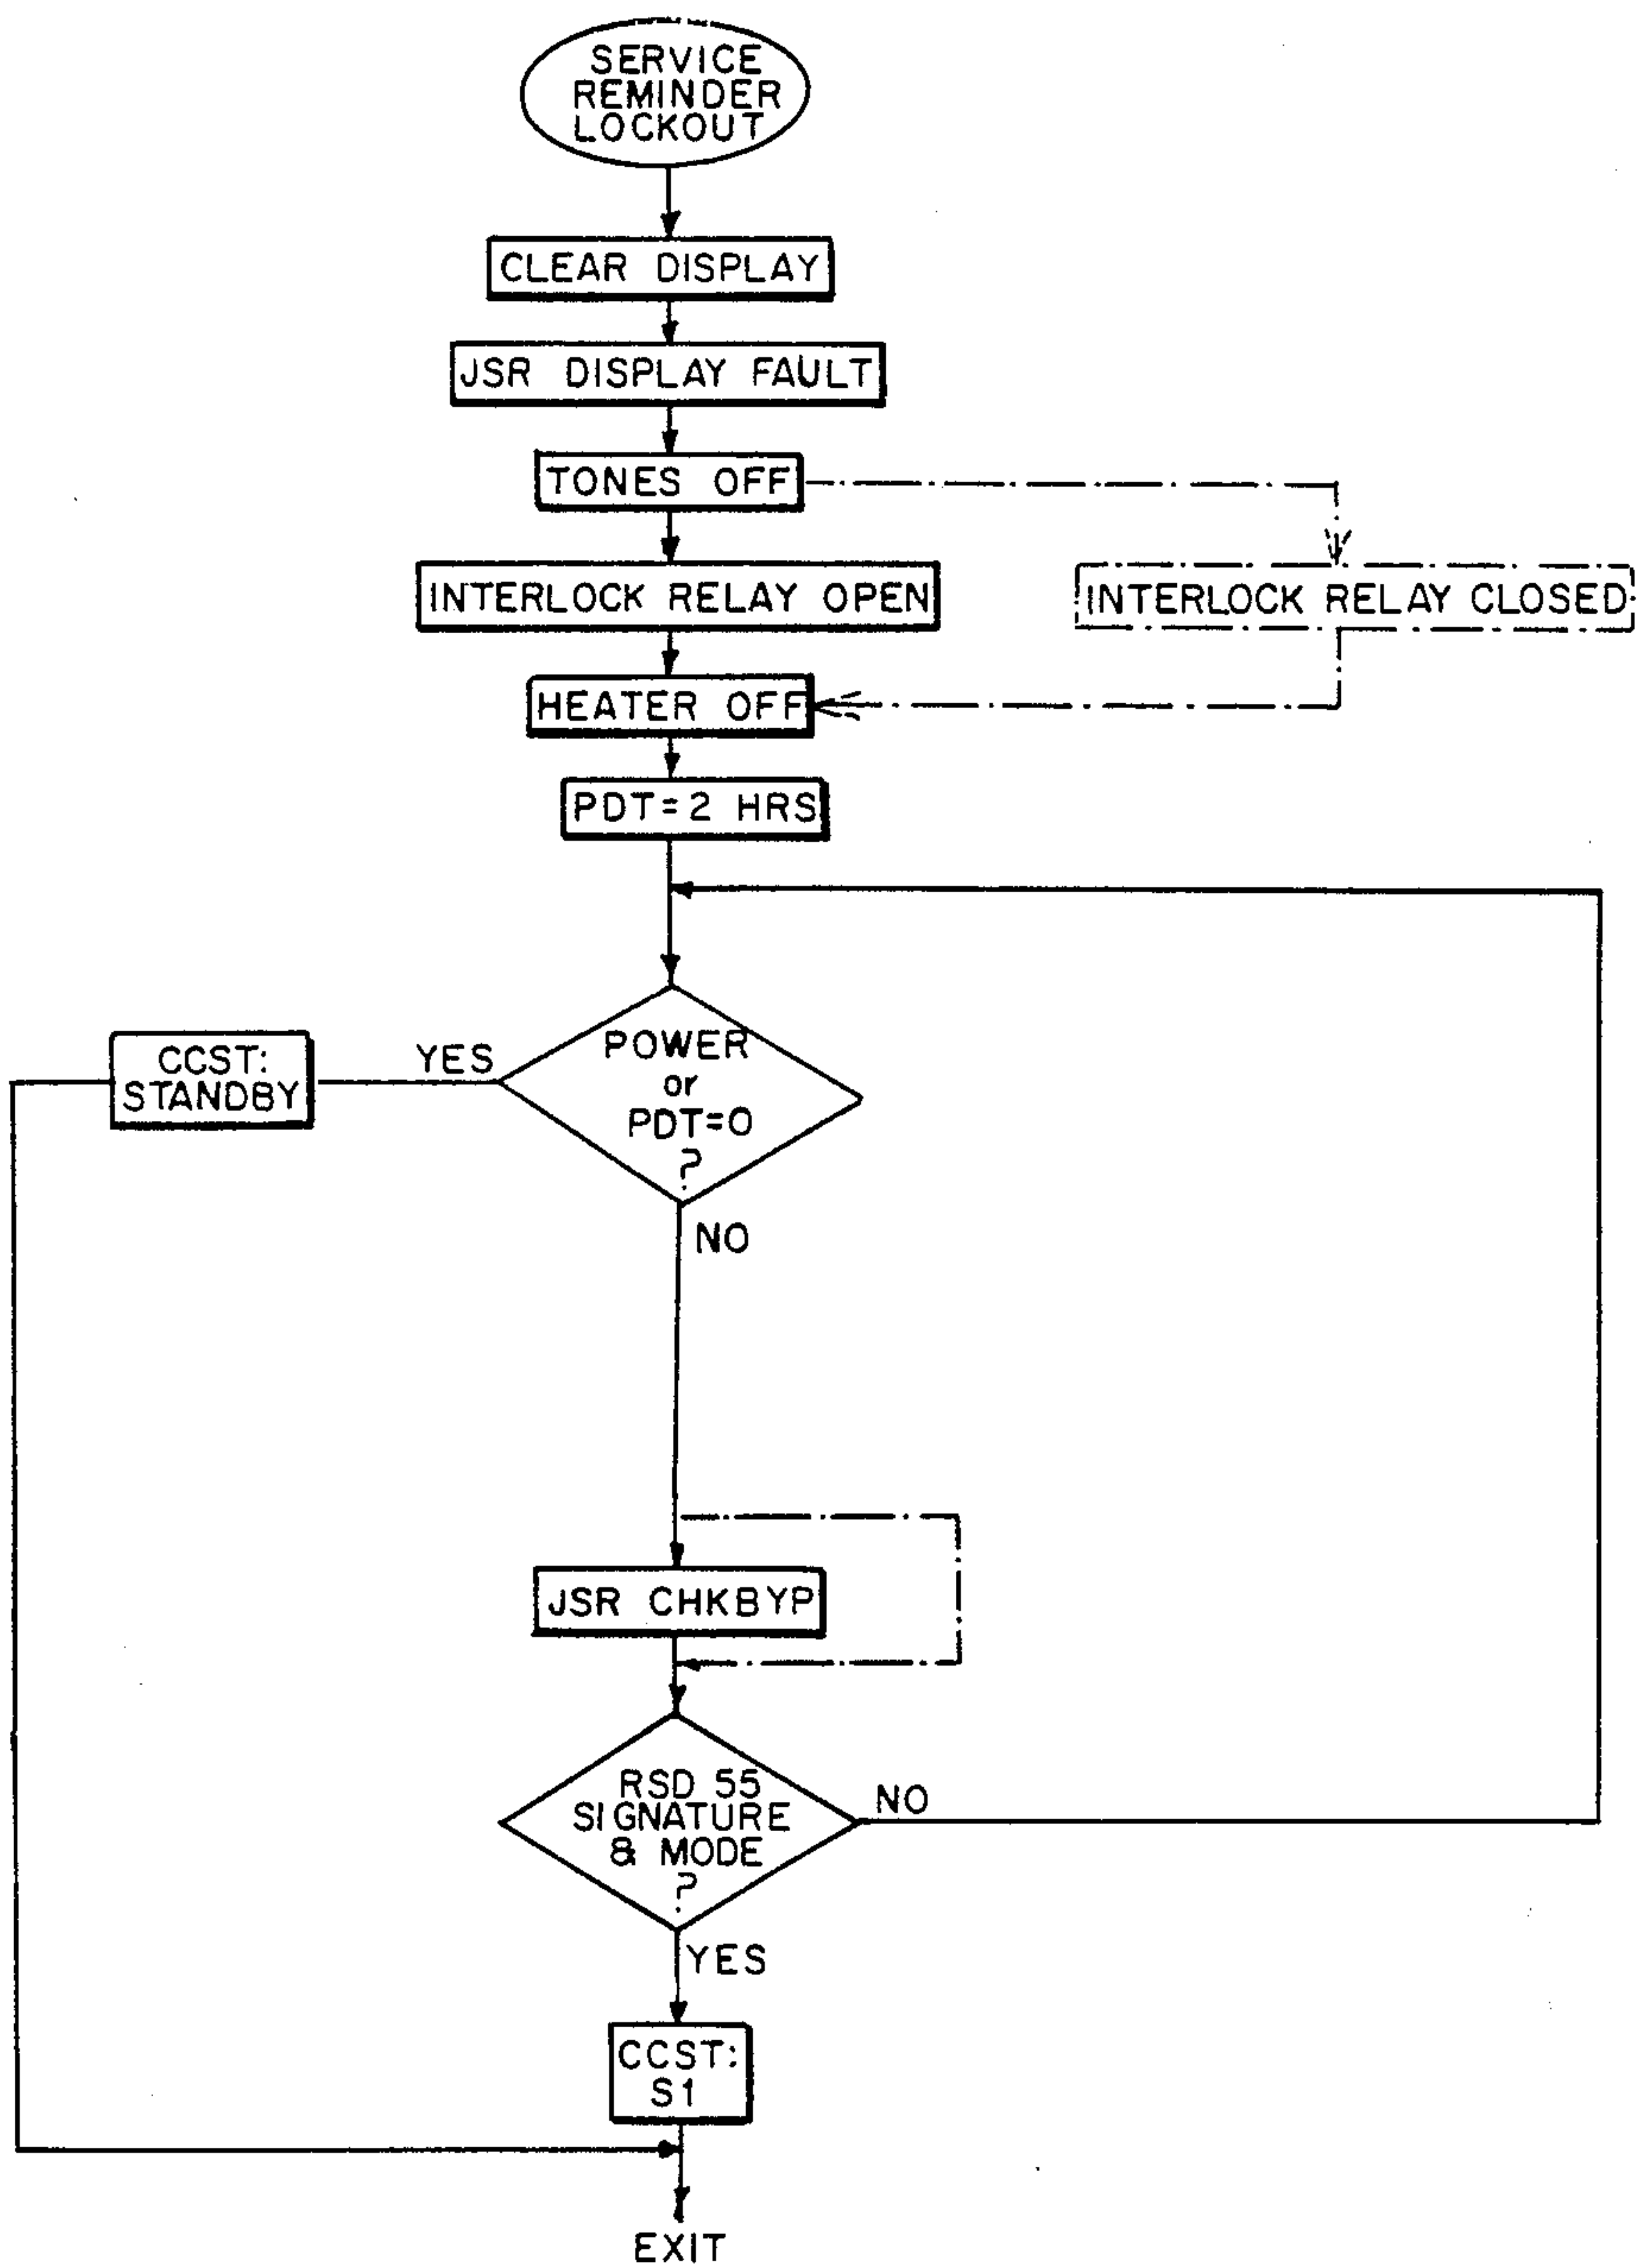 SERVICE
REMINDER
LOCKOUT
CLEAR DISPLAY
JSR DISPLAY FAULT
TONES OFF
INTERLOCK RELAY OPEN
INTERLOCK RELAY CLOSED
HEATER OFF
PDT=2 HRS
POWER
or
PDT=0
?
YES
CCST:
STANDBY
NO
JSR CHKBYP
RSD 55
SIGNATURE
& MODE
?
NO
YES
CCST:
S1
EXIT